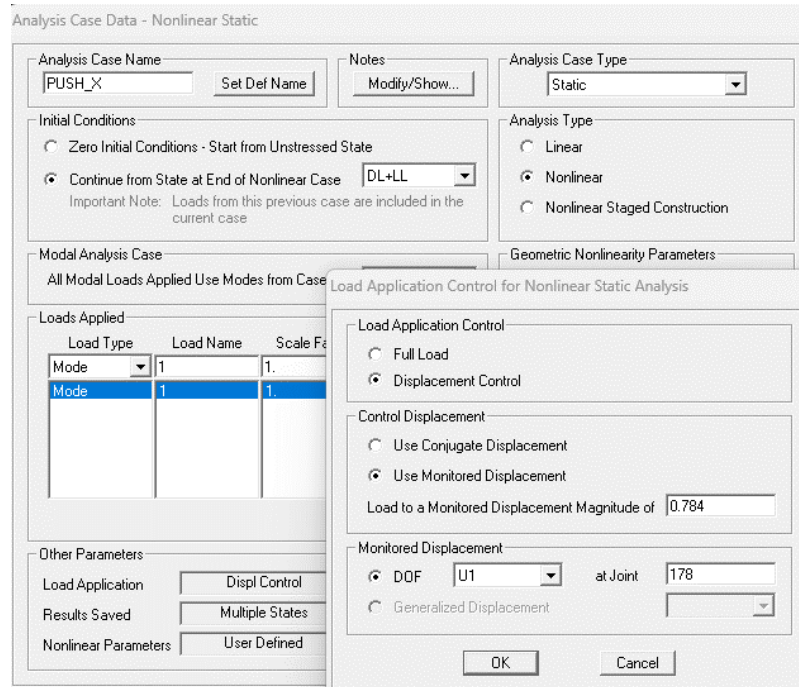 Analysis Case Data - Nonlinear Static
Analysis Case Name
PUSH_X
Set Def Name
Notes
Modify/Show...
Analysis Case Type
Static
Initial Conditions
Zero Initial Conditions - Start from Unstressed State
Continue from State at End of Nonlinear Case
DL+LL
Important Note: Loads from this previous case are included in the
current case
Analysis Type
Linear
Nonlinear
Nonlinear Staged Construction
Modal Analysis Case
All Modal Loads Applied Use Modes from Case
Geometric Nonlinearity Parameters
Loads Applied
Load Type Load Name Scale Fa
Mode 1 1.
Mode 1 1.
Other Parameters
Load Application Displ Control
Results Saved Multiple States
Nonlinear Parameters User Defined
Load Application Control for Nonlinear Static Analysis
Load Application Control
Full Load
Displacement Control
Control Displacement
Use Conjugate Displacement
Use Monitored Displacement
Load to a Monitored Displacement Magnitude of 0.784
Monitored Displacement
DOF U1 at Joint 178
Generalized Displacement
OK Cancel